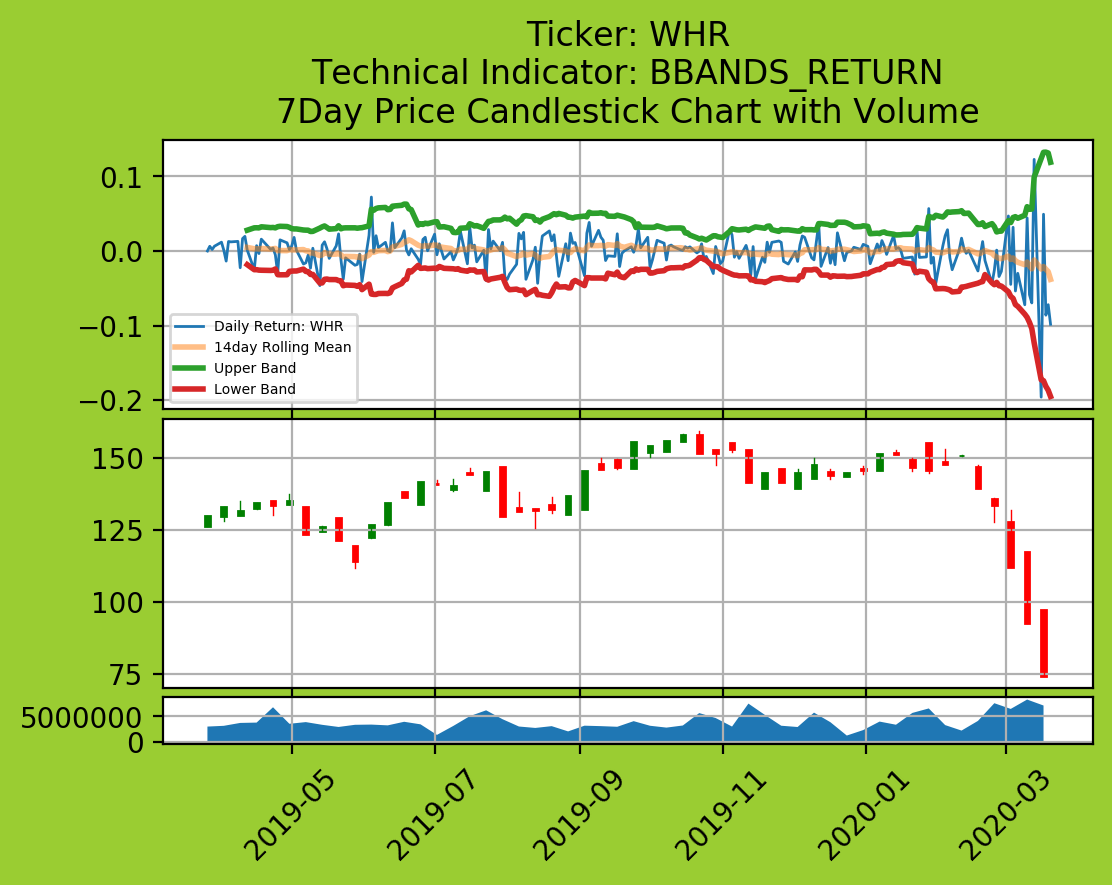 Ticker: WHR
Technical Indicator: BBANDS_RETURN
7Day Price Candlestick Chart with Volume
0.1
0.0
−0.1
−0.2
Daily Return: WHR
14day Rolling Mean
Upper Band
Lower Band
150
125
100
75
5000000
0
2019-05
2019-07
2019-09
2019-11
2020-01
2020-03